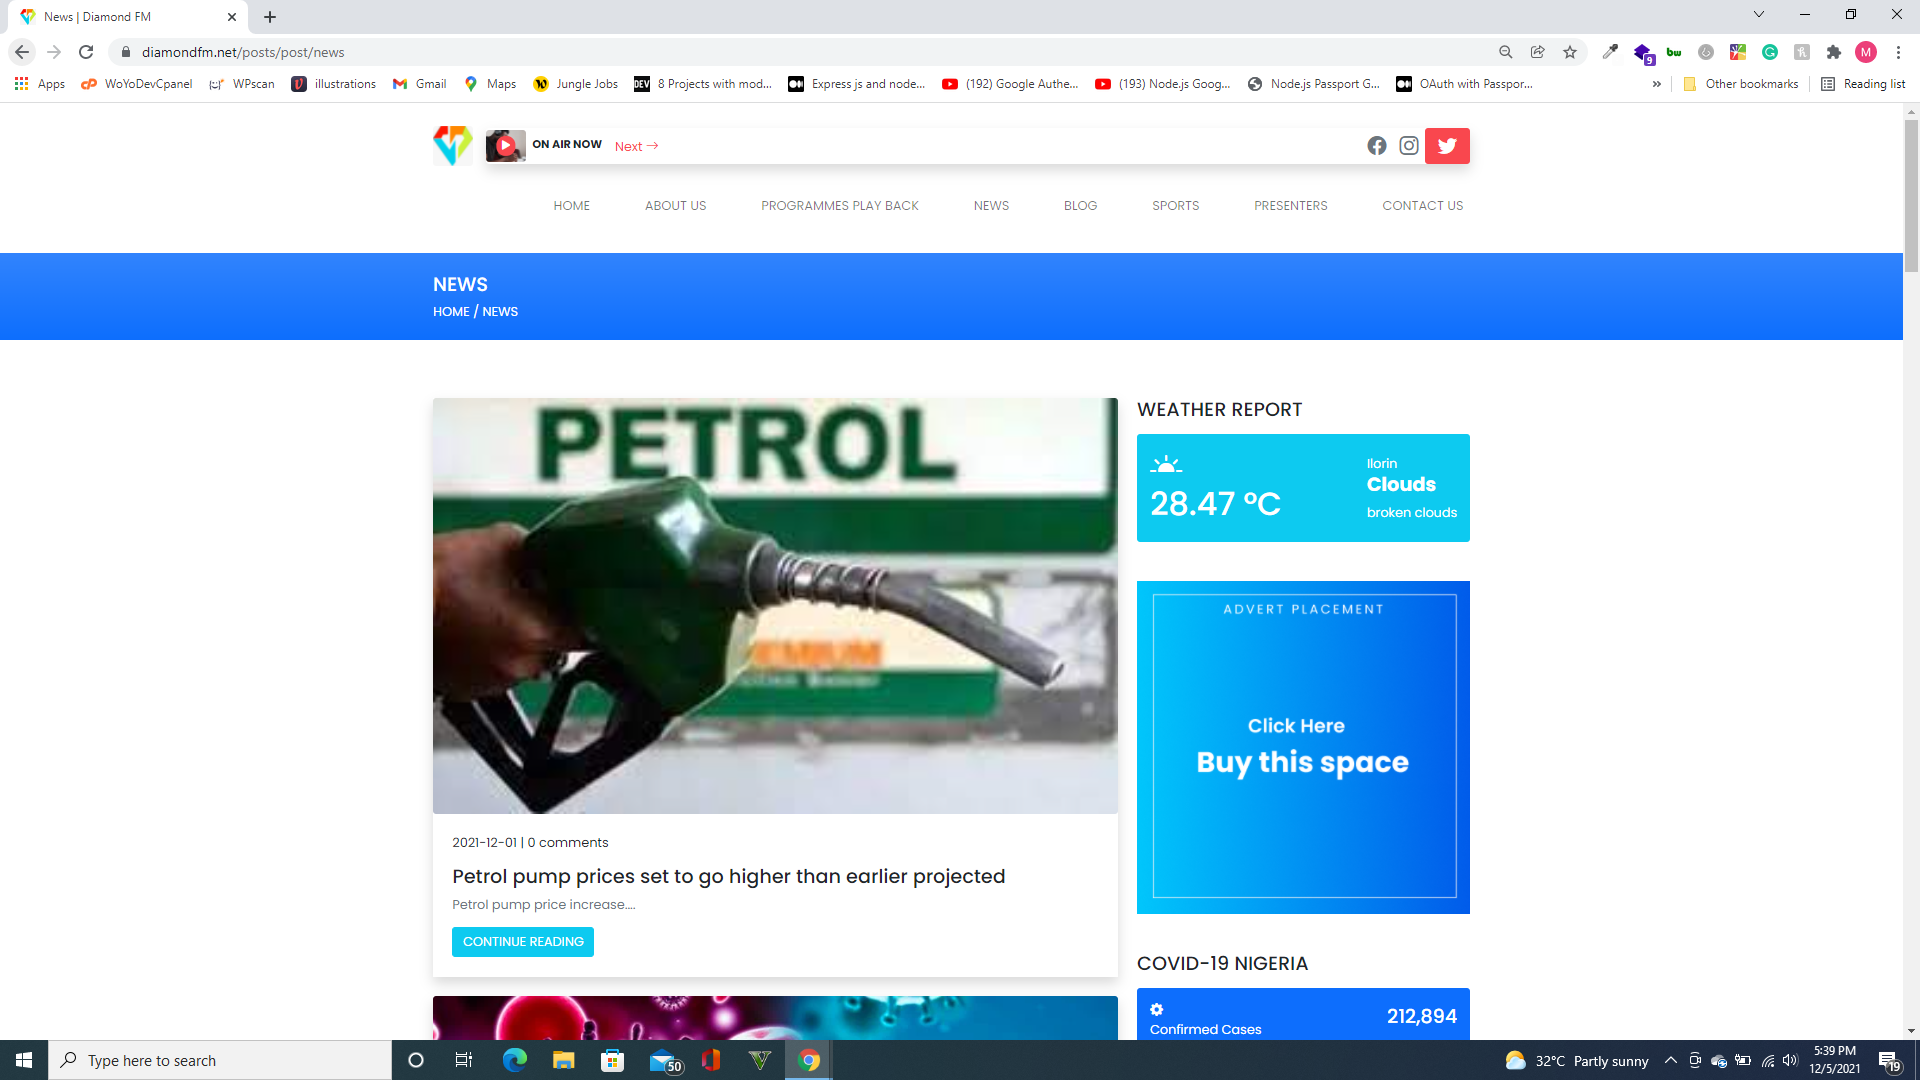 News | Diamond FM
diamondfm.net/posts/post/news
9
bw
M
Apps
WoYoDevCpanel
WPscan
illustrations
Gmail
Maps
Jungle Jobs
DEV
8 Projects with mod...
Express js and node...
(192) Google Authe...
(193) Node.js Goog...
Node.js Passport G...
OAuth with Passpor...
»
Other bookmarks
Reading list
ON AIR NOW
Next →
HOME
ABOUT US
PROGRAMMES PLAY BACK
NEWS
BLOG
SPORTS
PRESENTERS
CONTACT US
NEWS
HOME / NEWS
PETROL
2021-12-01 | 0 comments
Petrol pump prices set to go higher than earlier projected
Petrol pump price increase....
CONTINUE READING
WEATHER REPORT
28.47 °C
Ilorin
Clouds
broken clouds
ADVERT PLACEMENT
Click Here
Buy this space
COVID-19 NIGERIA
212,894
Confirmed Cases
Type here to search
50
32°C Partly sunny
5:39 PM
12/5/2021
19